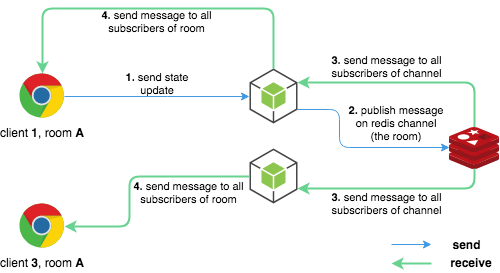 4. send message to all
subscribers of room
3. send message to all
subscribers of channel
1. send state
update
2. publish message
on redis channel
(the room)
client 1, room A
4. send message to all
subscribers of room
3. send message to all
subscribers of channel
client 3, room A
send
receive